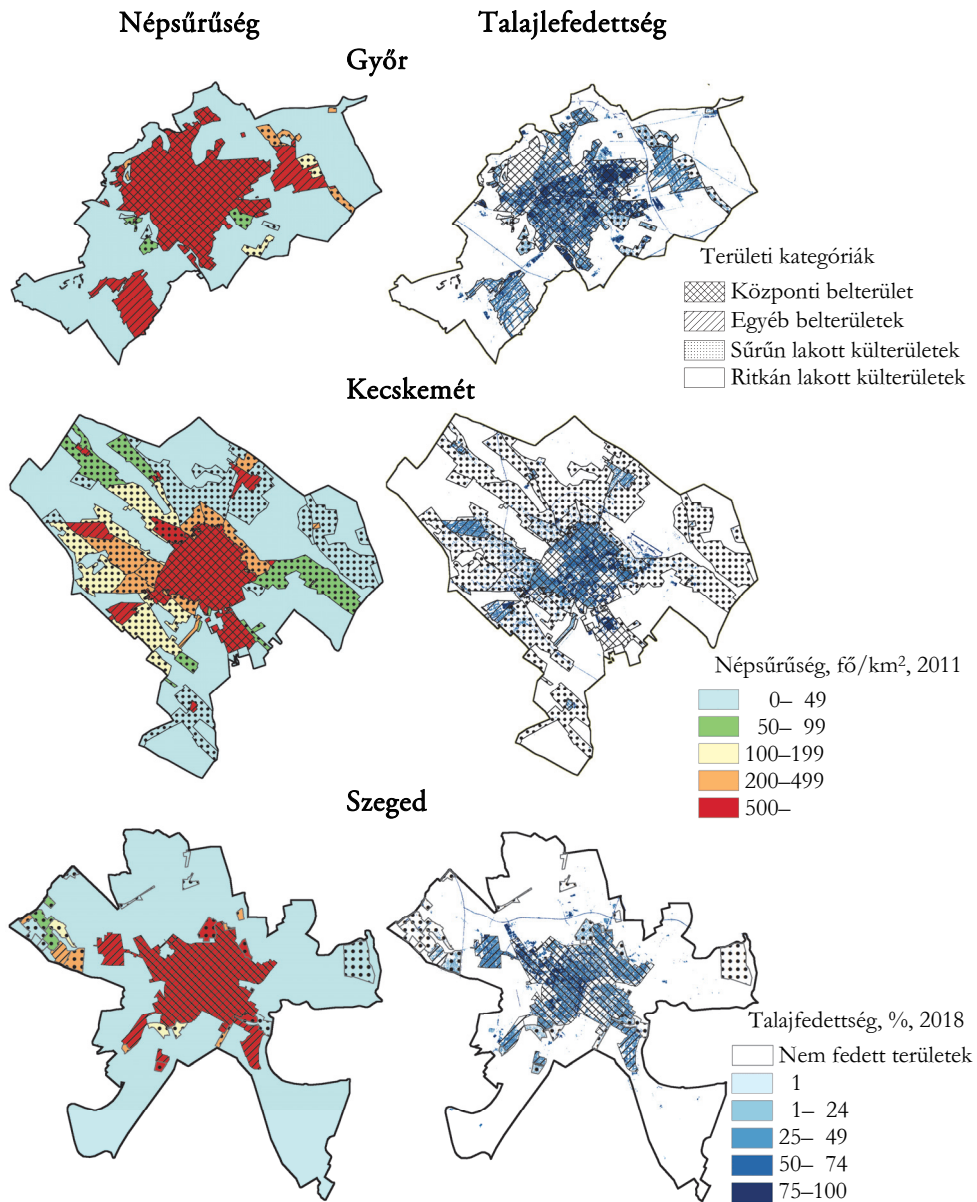 Népsűrűség
Talajlefedettség
Győr
Területi kategóriák
Központi belterület
Egyéb belterületek
Sűrűn lakott külterületek
Ritkán lakott külterületek
Kecskemét
Népsűrűség, fő/km², 2011
0– 49
50– 99
100–199
200–499
500–
Szeged
Talajfedettség, %, 2018
Nem fedett területek
1
1– 24
25– 49
50– 74
75–100